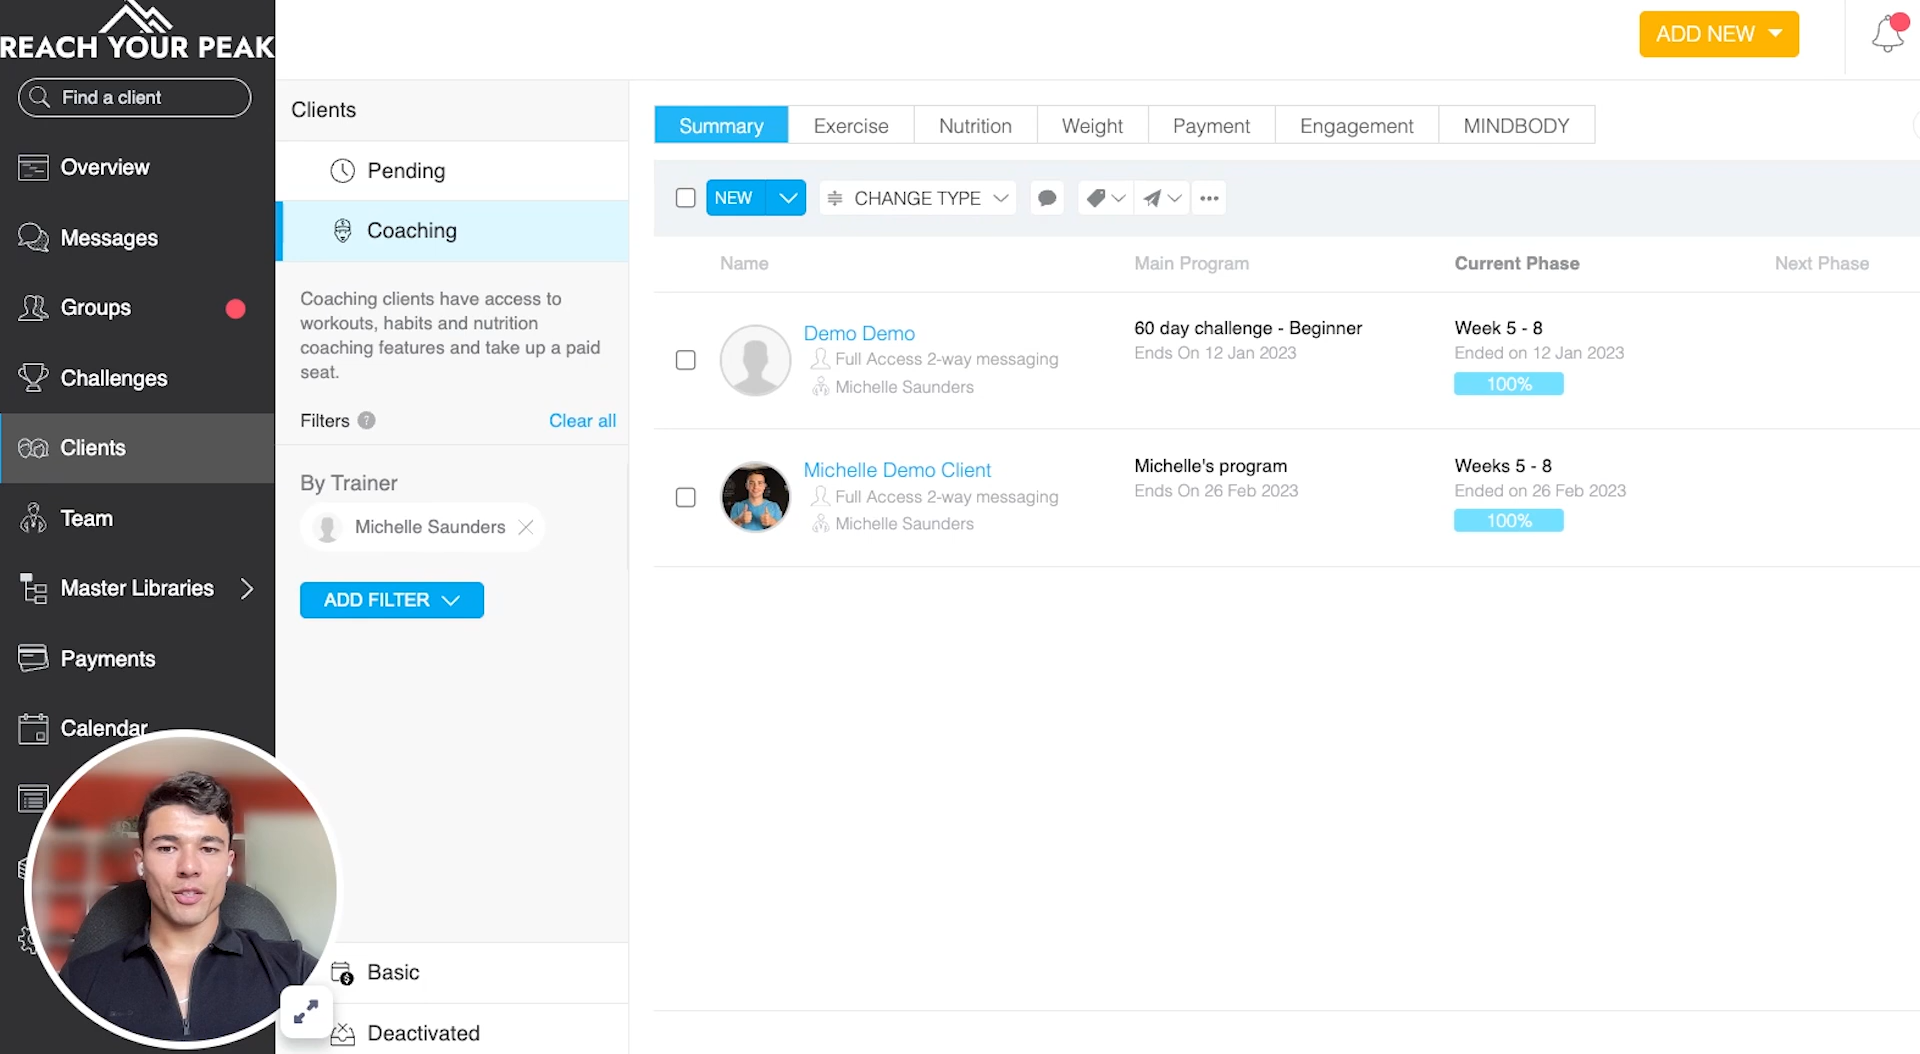 REACH YOUR PEAK
Find a client
Overview
Messages
Groups
Challenges
Clients
Team
Master Libraries
Payments
Calendar
Clients
Pending
Coaching
Coaching clients have access to
workouts, habits and nutrition
coaching features and take up a paid
seat.
Filters ?
Clear all
By Trainer
Michelle Saunders
ADD FILTER
Basic
Deactivated
ADD NEW
Summary
Exercise
Nutrition
Weight
Payment
Engagement
MINDBODY
NEW
CHANGE TYPE
Name
Main Program
Current Phase
Next Phase
Demo Demo
Full Access 2-way messaging
Michelle Saunders
60 day challenge - Beginner
Ends On 12 Jan 2023
Week 5 - 8
Ended on 12 Jan 2023
100%
Michelle Demo Client
Full Access 2-way messaging
Michelle Saunders
Michelle's program
Ends On 26 Feb 2023
Weeks 5 - 8
Ended on 26 Feb 2023
100%